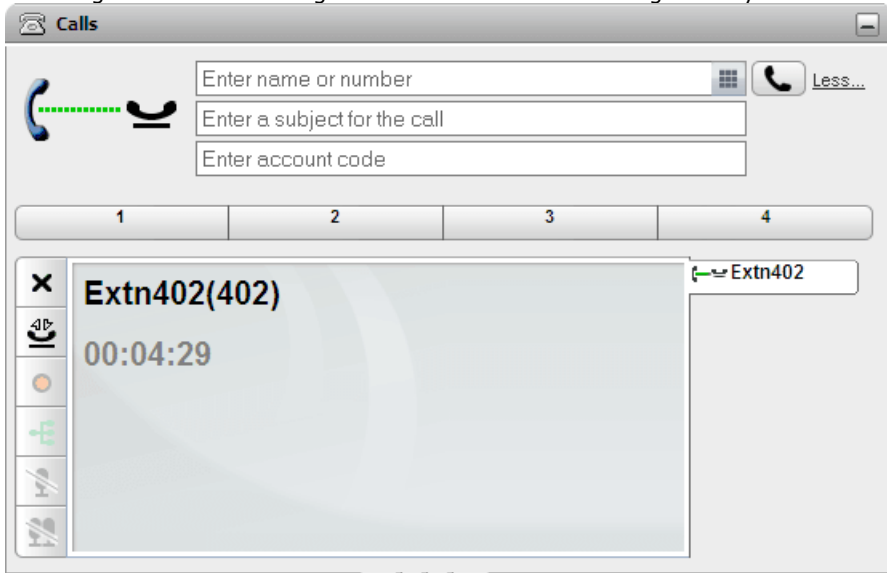 Calls
Enter name or number
Less...
Enter a subject for the call
Enter account code
1 2 3 4
Extn402(402)
Extn402
00:04:29